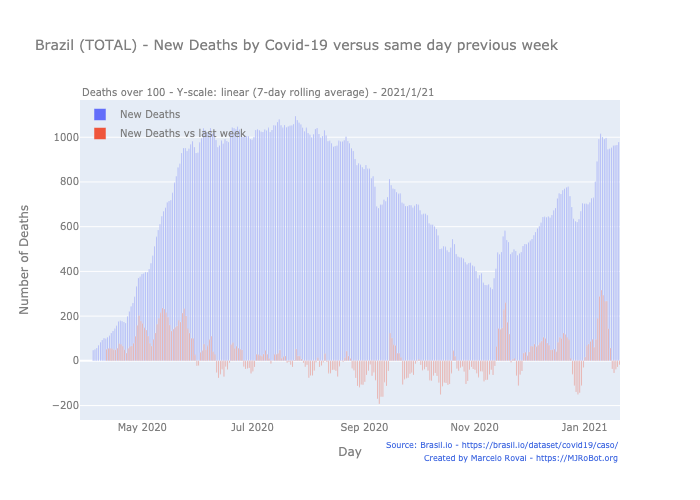 Brazil (TOTAL) - New Deaths by Covid-19 versus same day previous week
Deaths over 100 - Y-scale: linear (7-day rolling average) - 2021/1/21
New Deaths
New Deaths vs last week
Number of Deaths
1000
800
600
400
200
0
−200
May 2020
Jul 2020
Sep 2020
Nov 2020
Jan 2021
Day
Source: Brasil.io - https://brasil.io/dataset/covid19/caso/
Created by Marcelo Rovai - https://MJRoBot.org